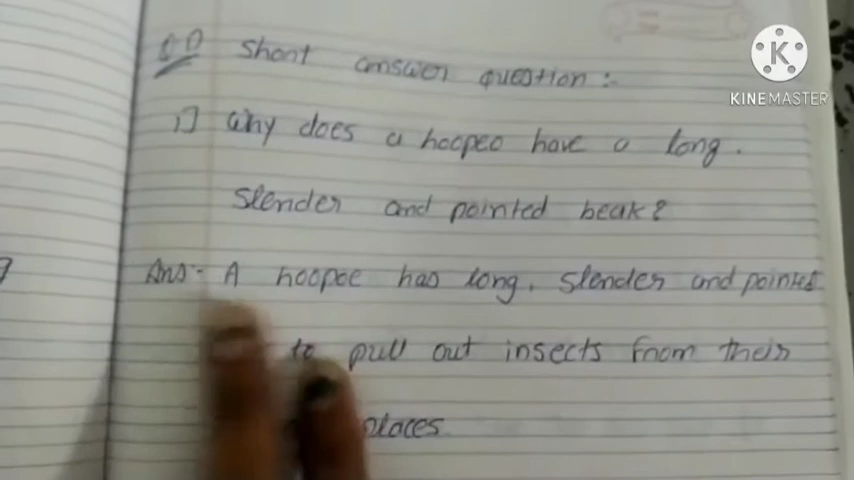 KINEMASTER
Short answer question :-
1] Why does a hoopeo have a long.
Slender and pointed beak?
Ans:- A hoopoe has long, Slender and pointed
to pull out insects from their
places